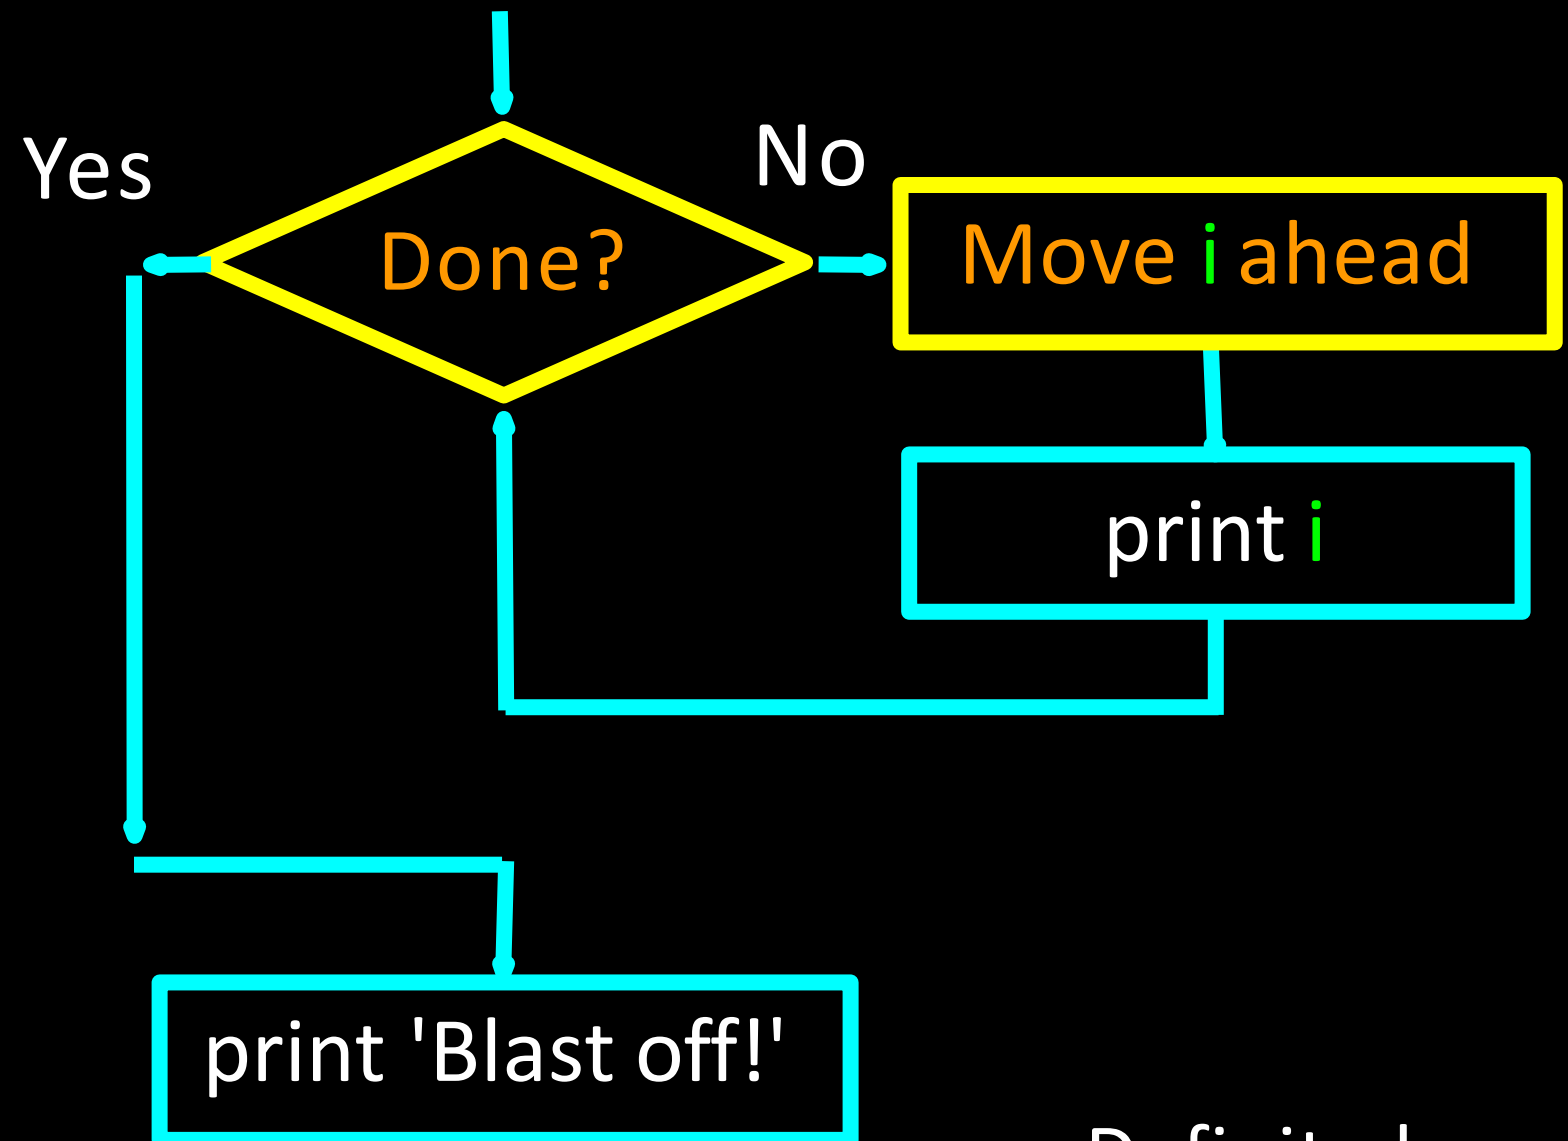 Yes
No
Done?
Move i ahead
print i
print 'Blast off!'